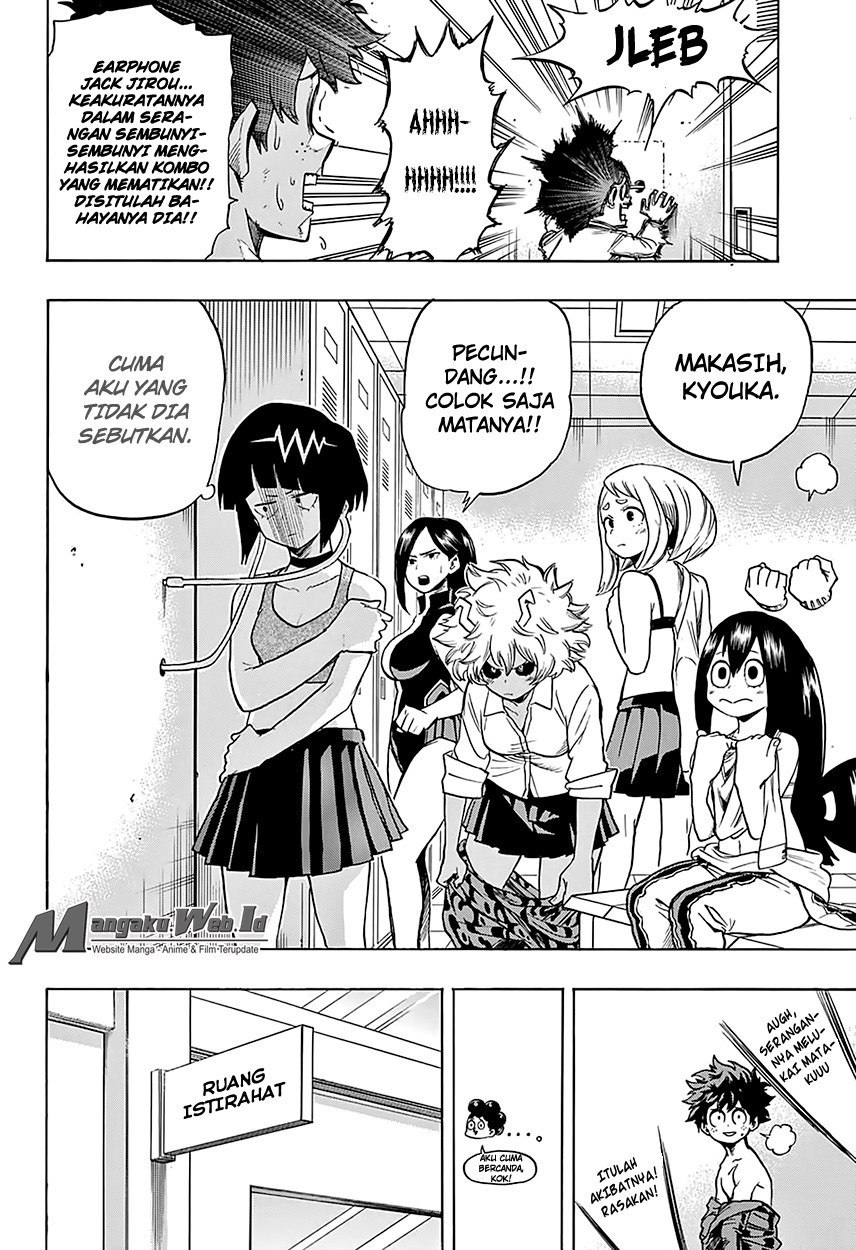 JLEB
AHHH-
HHHH!!!!
EARPHONE
JACK JIROU...
KEAKURATANNYA
DALAM SERA-
NGAN SEMBUNYI-
SEMBUNYI MENG-
HASILKAN KOMBO
YANG MEMATIKAN!!
DISITULAH BA-
HAYANYA DIA!!
MAKASIH,
KYOUKA.
PECUN-
DANG...!!
COLOK SAJA
MATANYA!!
CUMA
AKU YANG
TIDAK DIA
SEBUTKAN.
Mangaku.Web.Id
Website Manga - Anime & Film Terupdate
AUGH,
SERANGAN-
NYA MELU-
KAI MATA-
KUUU
ITULAH
AKIBATNYA!
RASAKAN!
....。
AKU CUMA
BERCANDA,
KOK!
RUANG
ISTIRAHAT